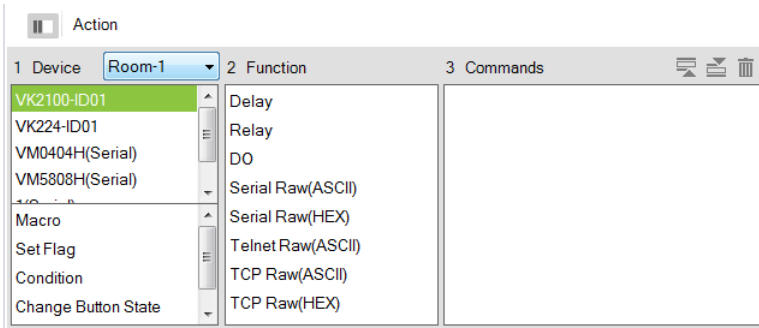 Action
1 Device
Room-1
2 Function
3 Commands
VK2100-ID01
VK224-ID01
VM0404H(Serial)
VM5808H(Serial)
Macro
Set Flag
Condition
Change Button State
Delay
Relay
DO
Serial Raw(ASCII)
Serial Raw(HEX)
Telnet Raw(ASCII)
TCP Raw(ASCII)
TCP Raw(HEX)